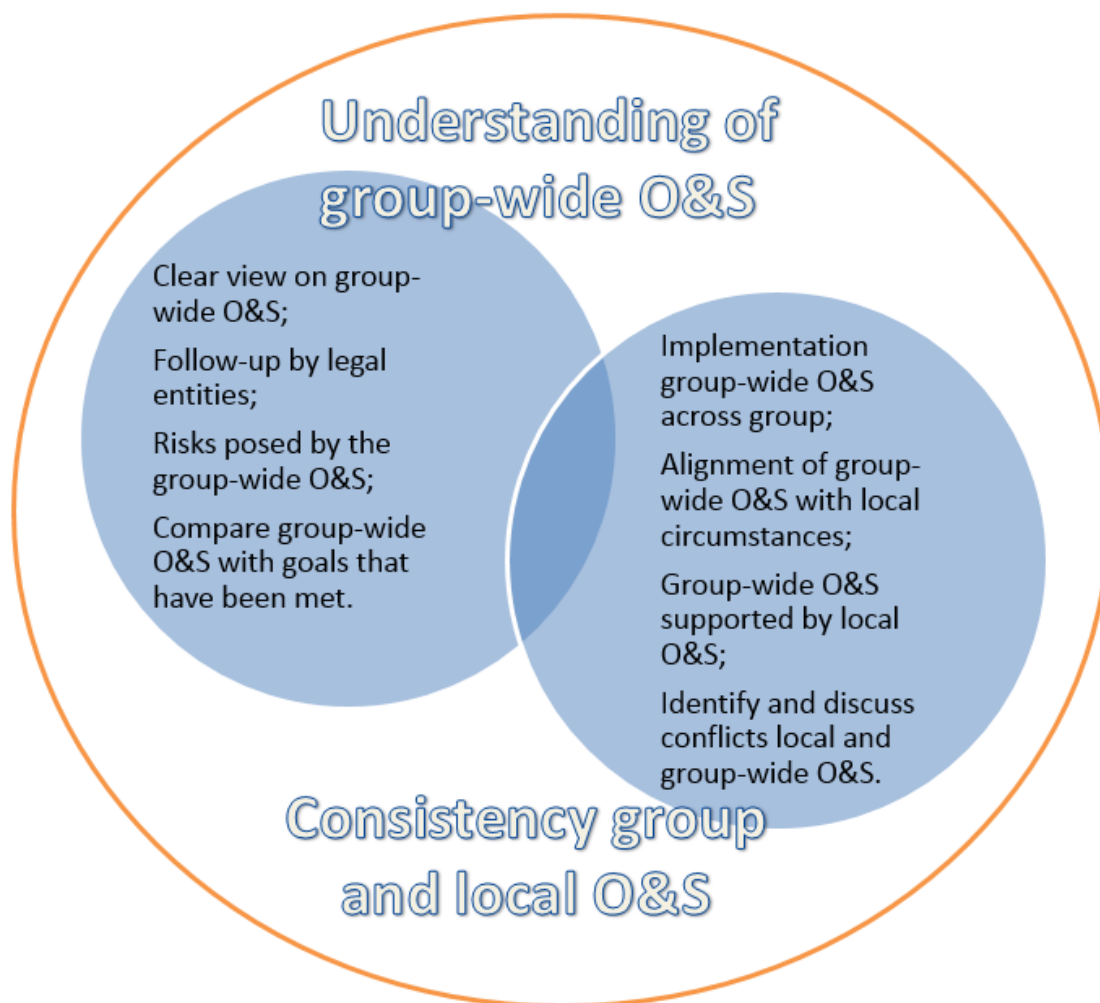 Understanding of
group-wide O&S
Clear view on group-
wide O&S;
Follow-up by legal
entities;
Risks posed by the
group-wide O&S;
Compare group-wide
O&S with goals that
have been met.
Implementation
group-wide O&S
across group;
Alignment of group-
wide O&S with local
circumstances;
Group-wide O&S
supported by local
O&S;
Identify and discuss
conflicts local and
group-wide O&S.
Consistency group
and local O&S